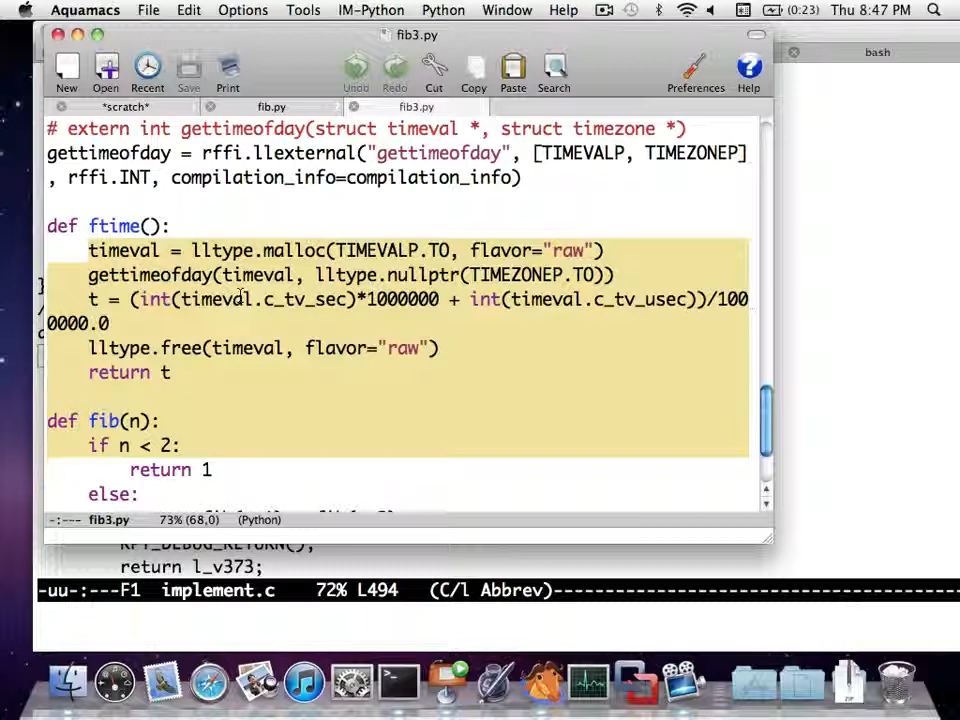 Aquamacs File Edit Options Tools IM-Python Python Window Help (0:23) Thu 8:47 PM
fib3.py
bash
New Open Recent Save Print Undo Redo Cut Copy Paste Search Preferences Help
*scratch* fib.py fib3.py
# extern int gettimeofday(struct timeval *, struct timezone *)
gettimeofday = rffi.llexternal("gettimeofday", [TIMEVALP, TIMEZONEP]
, rffi.INT, compilation_info=compilation_info)
def ftime():
timeval = lltype.malloc(TIMEVALP.TO, flavor="raw")
gettimeofday(timeval, lltype.nullptr(TIMEZONEP.TO))
t = (int(timeval.c_tv_sec)*1000000 + int(timeval.c_tv_usec))/100
0000.0
lltype.free(timeval, flavor="raw")
return t
def fib(n):
if n < 2:
return 1
else:
-:--- fib3.py 73% (68,0) (Python)
RPY_DEBUG_RETURN();
return l_v373;
-uu-:---F1 implement.c 72% L494 (C/l Abbrev)----------------------------------------